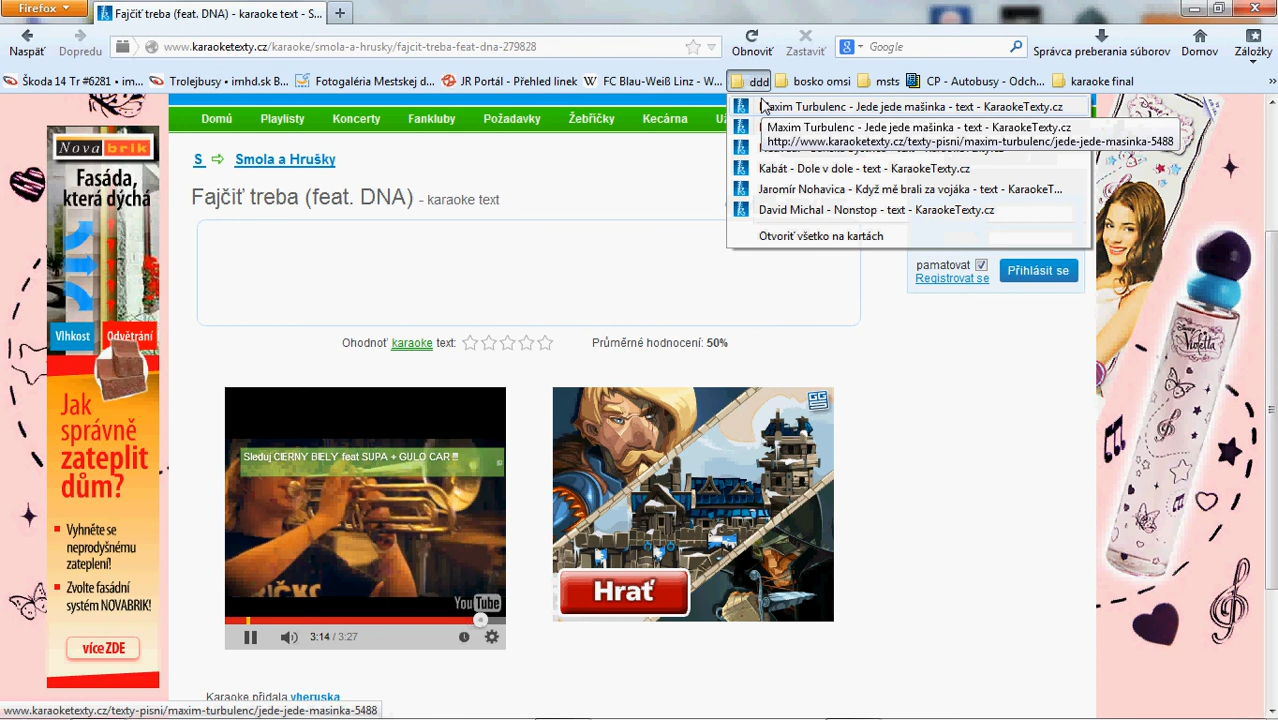 Firefox
Fajčiť treba (feat. DNA) - karaoke text - S...
Naspäť
Dopredu
www.karaoketexty.cz/karaoke/smola-a-hrusky/fajcit-treba-feat-dna-279828
Obnoviť
Zastaviť
Google
Správca preberania súborov
Domov
Záložky
Škoda 14 Tr #6281 • im...
Trolejbusy • imhd.sk B...
Fotogaléria Mestskej d...
JR Portál - Přehled linek
FC Blau-Weiß Linz - W...
ddd
bosko omsi
msts
CP - Autobusy - Odch...
karaoke final
Maxim Turbulenc - Jede jede mašinka - text - KaraokeTexty.cz
Maxim Turbulenc - Jede jede mašinka - text - KaraokeTexty.cz
http://www.karaoketexty.cz/texty-pisni/maxim-turbulenc/jede-jede-masinka-5488
Kabát - Dole v dole - text - KaraokeTexty.cz
Jaromír Nohavica - Když mě brali za vojáka - text - KaraokeT...
David Michal - Nonstop - text - KaraokeTexty.cz
Otvoriť všetko na kartách
Domů
Playlisty
Koncerty
Fankluby
Požadavky
Žebříčky
Kecárna
S
Smola a Hrušky
Fajčiť treba (feat. DNA) - karaoke text
pamatovat
Registrovat se
Přihlásit se
Ohodnoť karaoke text:
Průměrné hodnocení: 50%
Nova brik
Fasáda,
která dýchá
Vlhkost
Odvětrání
Jak
správně
zateplit
dům?
Vyhněte se
neprodyšnému
zateplení!
Zvolte fasádní
systém NOVABRIK!
více ZDE
Sleduj CIERNY BIELY feat SUPA + GULO CAR !!!
YouTube
3:14 / 3:27
GGS
Hrať
Disney
Violetta
Karaoke přidala vheruska
www.karaoketexty.cz/texty-pisni/maxim-turbulenc/jede-jede-masinka-5488